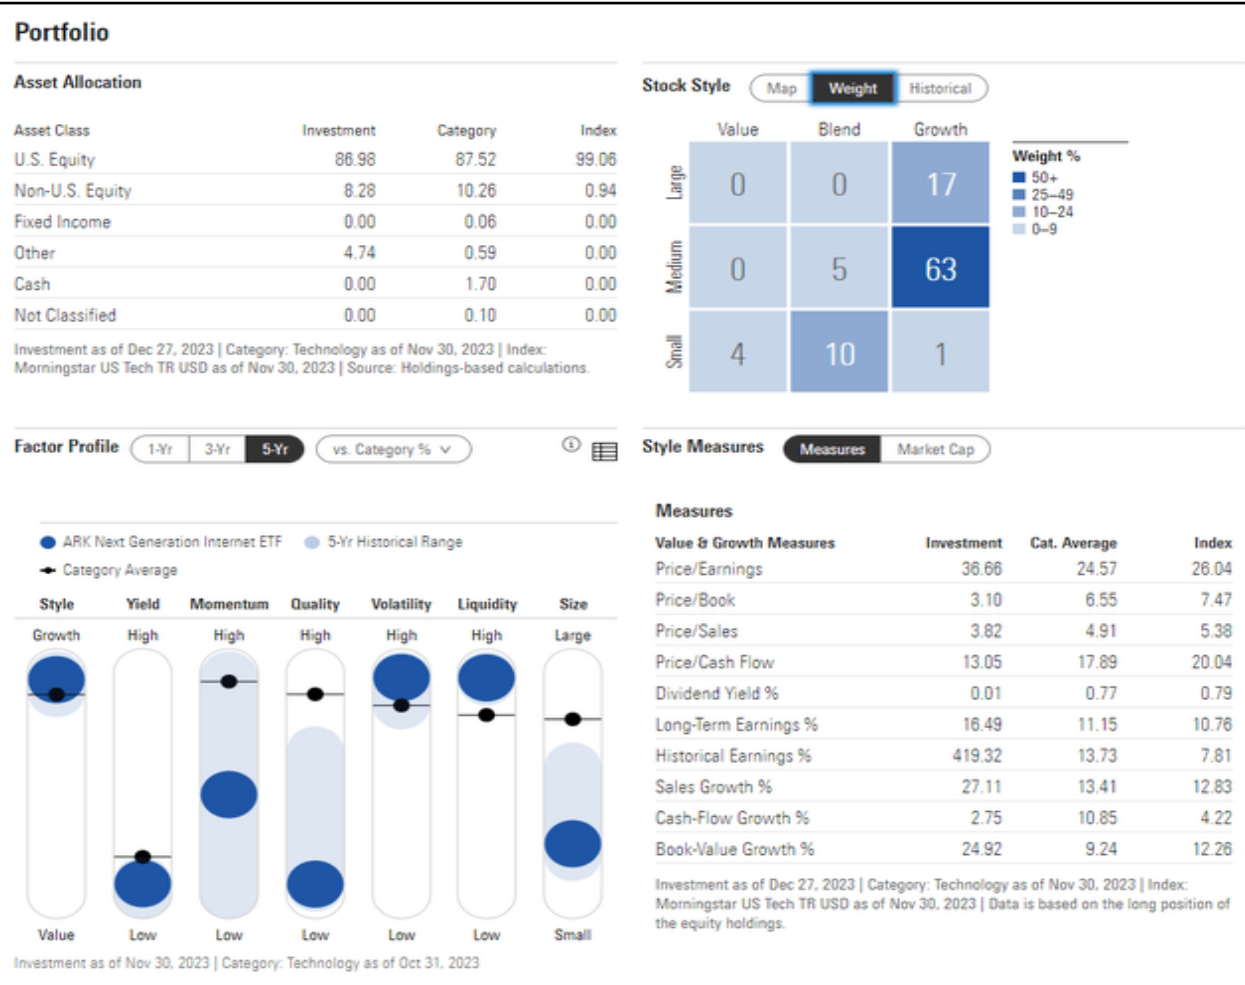 Portfolio
Asset Allocation
Asset Class Investment Category Index
U.S. Equity 86.98 87.52 99.06
Non-U.S. Equity 8.28 10.26 0.94
Fixed Income 0.00 0.06 0.00
Other 4.74 0.59 0.00
Cash 0.00 1.70 0.00
Not Classified 0.00 0.10 0.00
Investment as of Dec 27, 2023 | Category: Technology as of Nov 30, 2023 | Index:
Morningstar US Tech TR USD as of Nov 30, 2023 | Source: Holdings-based calculations.
Stock Style Map Weight Historical
Value Blend Growth
Large 0 0 17
Medium 0 5 63
Small 4 10 1
Weight %
50+
25–49
10–24
0–9
Factor Profile 1-Yr 3-Yr 5-Yr vs. Category %
ARK Next Generation Internet ETF 5-Yr Historical Range
Category Average
Style Yield Momentum Quality Volatility Liquidity Size
Growth High High High High High Large
Value Low Low Low Low Low Small
Investment as of Nov 30, 2023 | Category: Technology as of Oct 31, 2023
Style Measures Measures Market Cap
Measures
Value & Growth Measures Investment Cat. Average Index
Price/Earnings 36.66 24.57 26.04
Price/Book 3.10 6.55 7.47
Price/Sales 3.82 4.91 5.38
Price/Cash Flow 13.05 17.89 20.04
Dividend Yield % 0.01 0.77 0.79
Long-Term Earnings % 16.49 11.15 10.76
Historical Earnings % 419.32 13.73 7.81
Sales Growth % 27.11 13.41 12.83
Cash-Flow Growth % 2.75 10.85 4.22
Book-Value Growth % 24.92 9.24 12.26
Investment as of Dec 27, 2023 | Category: Technology as of Nov 30, 2023 | Index:
Morningstar US Tech TR USD as of Nov 30, 2023 | Data is based on the long position of
the equity holdings.